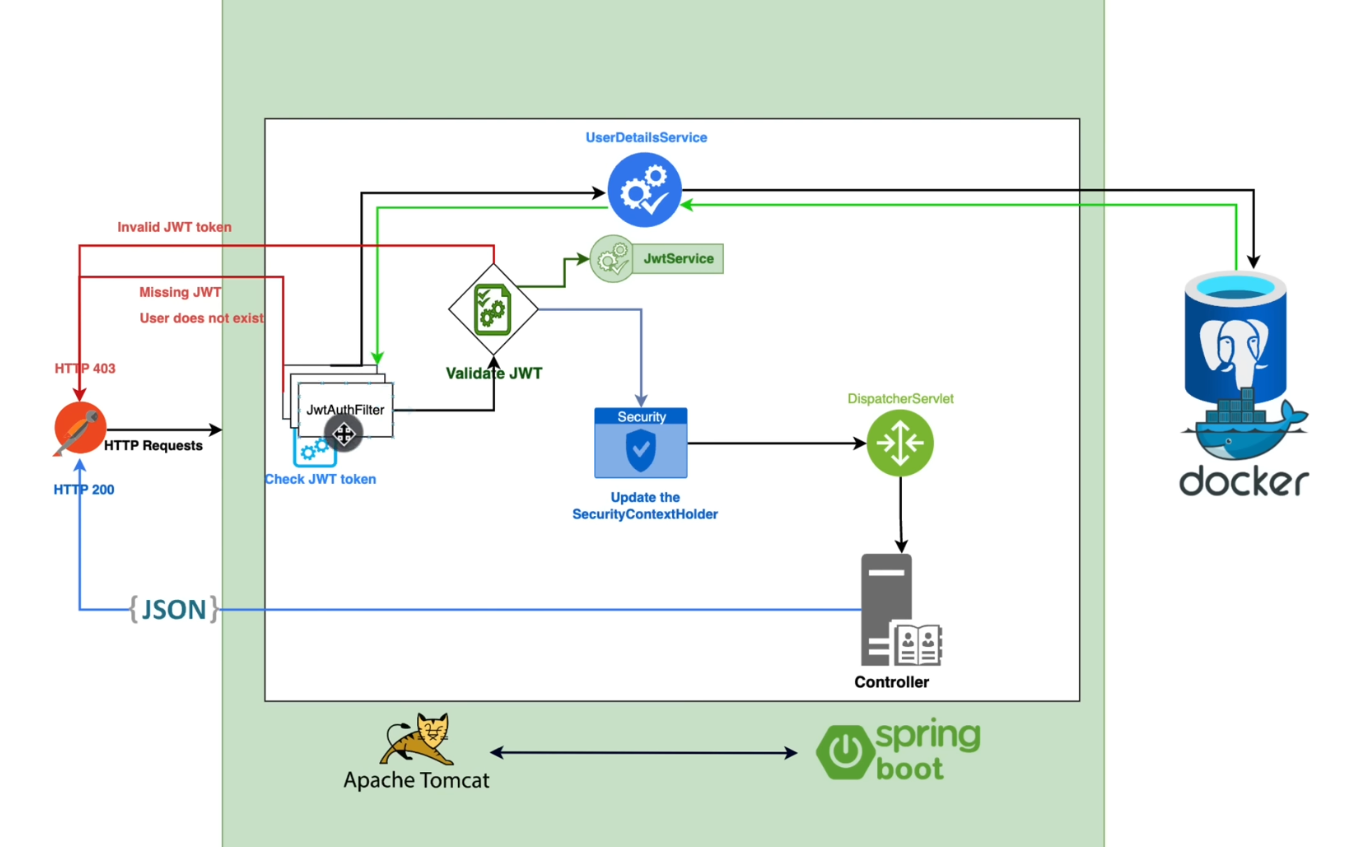 UserDetailsService
Invalid JWT token
JwtService
Missing JWT
User does not exist
HTTP 403
Validate JWT
DispatcherServlet
JwtAuthFilter
Security
HTTP Requests
Check JWT token
HTTP 200
Update the
SecurityContextHolder
docker
{JSON}
Controller
Apache Tomcat
spring
boot